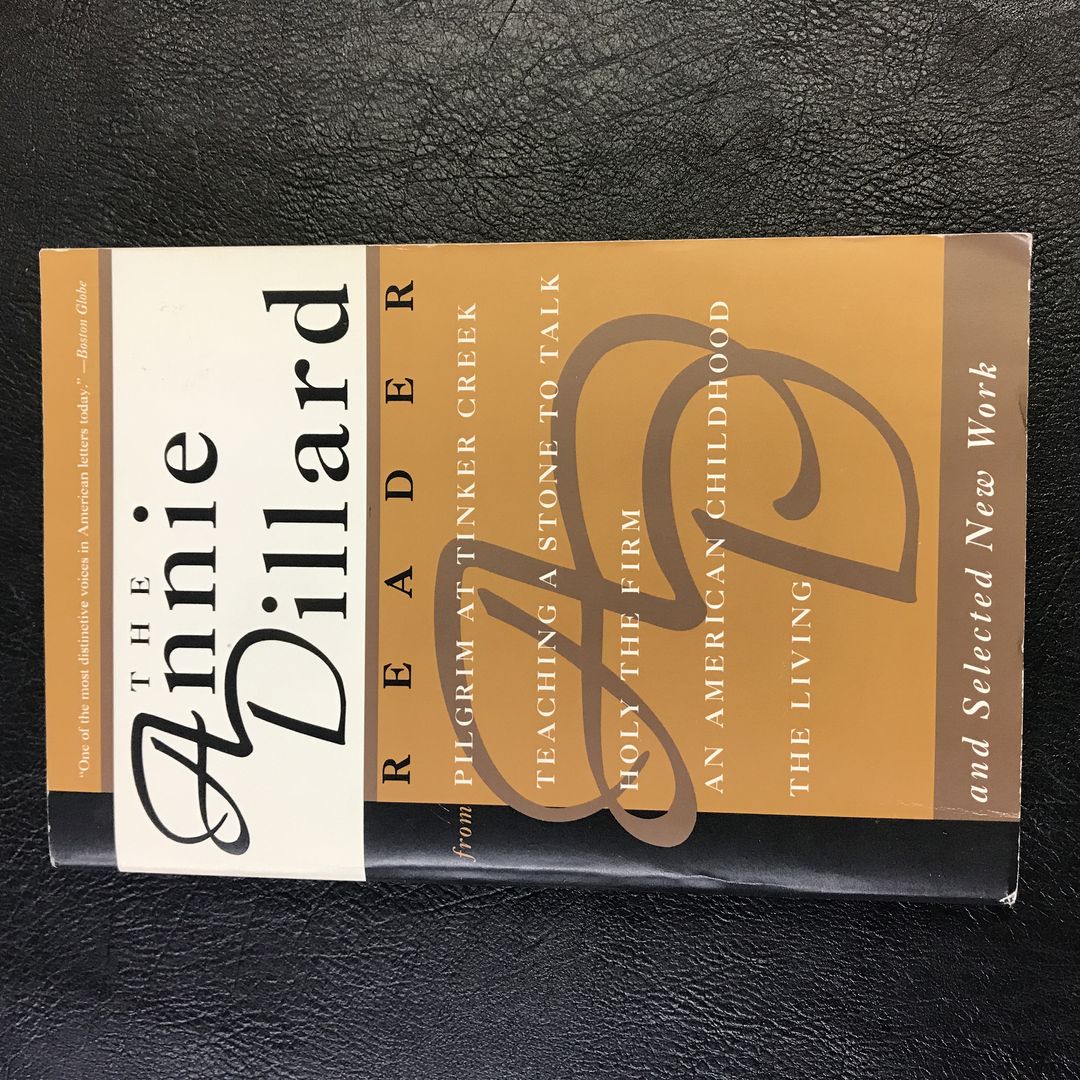 "One of the most distinctive voices in American letters today." —Boston Globe
THE
Annie
Dillard
READER
from PILGRIM AT TINKER CREEK
TEACHING A STONE TO TALK
HOLY THE FIRM
AN AMERICAN CHILDHOOD
THE LIVING
AD
and Selected New Work